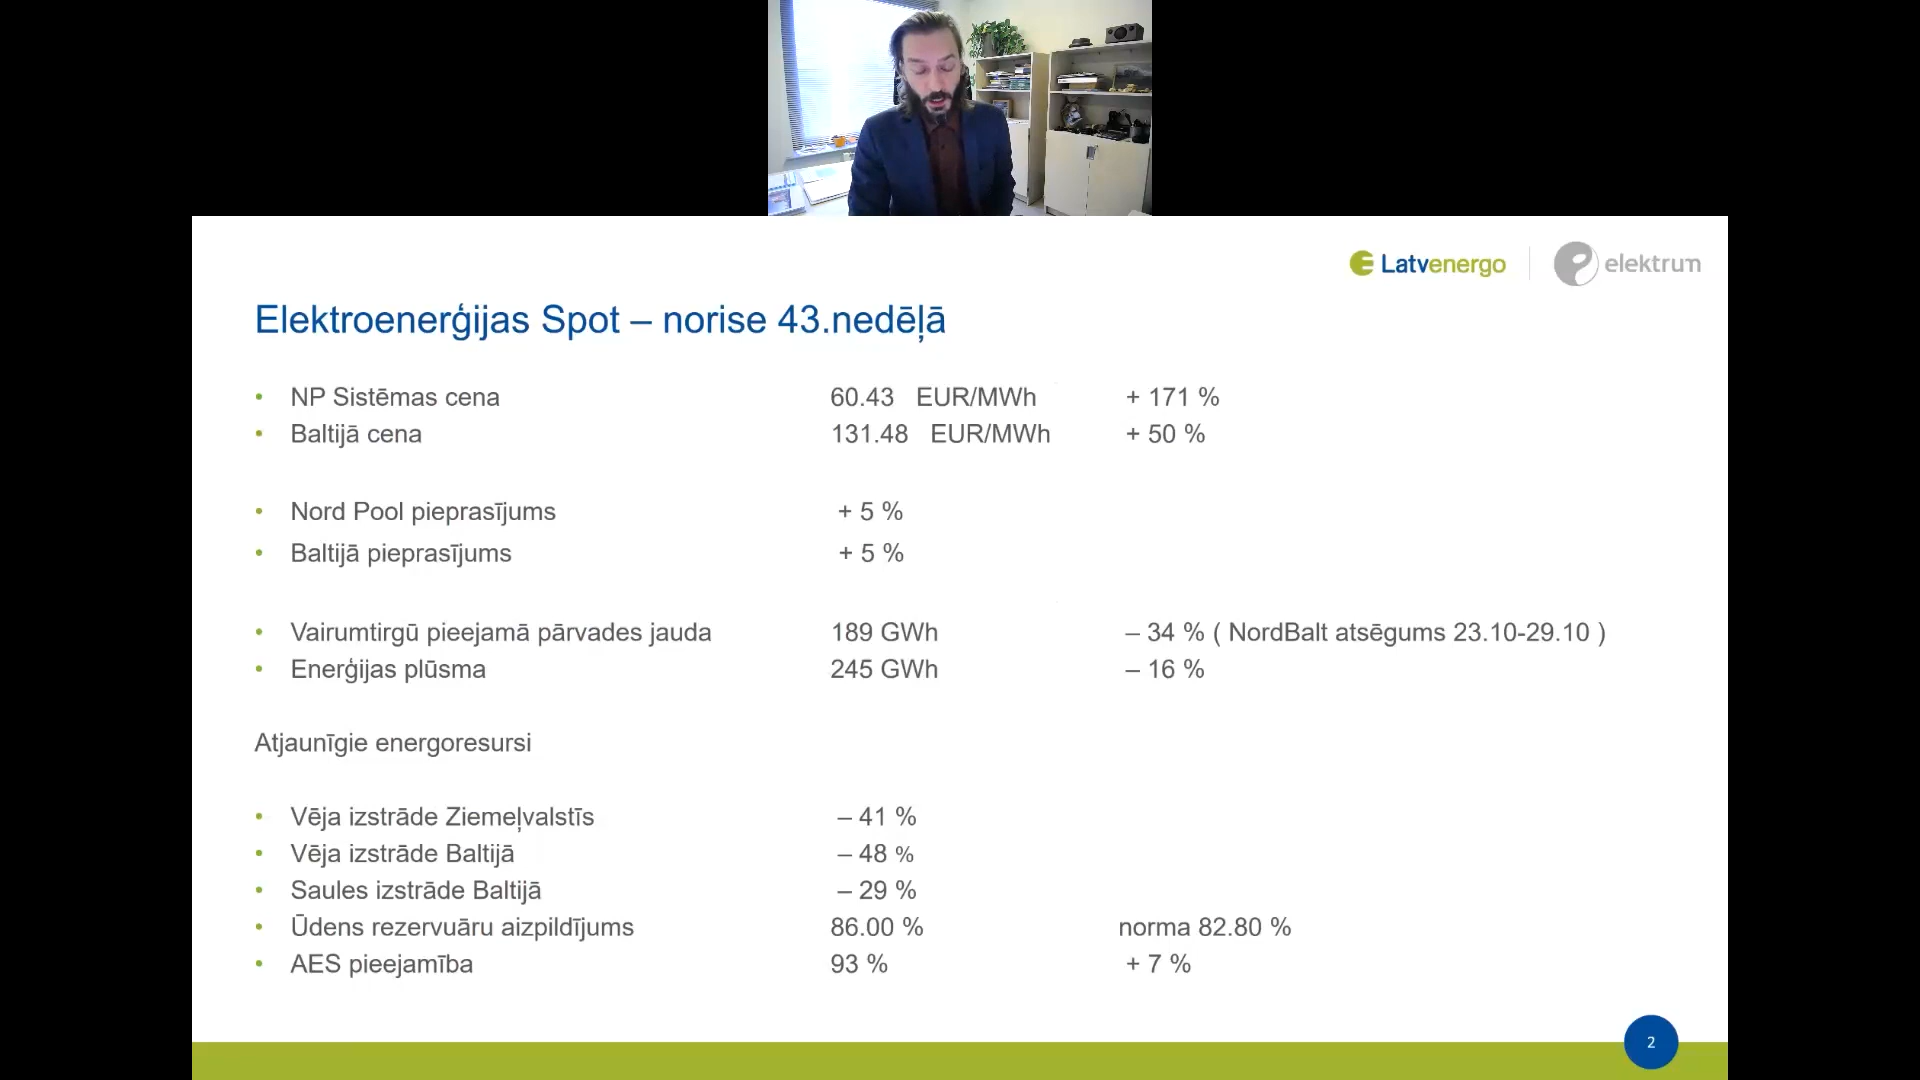 Latvenergo elektrum
Elektroenerģijas Spot – norise 43.nedēļā
• NP Sistēmas cena 60.43 EUR/MWh + 171 %
• Baltijā cena 131.48 EUR/MWh + 50 %
• Nord Pool pieprasījums + 5 %
• Baltijā pieprasījums + 5 %
• Vairumtirgū pieejamā pārvades jauda 189 GWh – 34 % ( NordBalt atsēgums 23.10-29.10 )
• Enerģijas plūsma 245 GWh – 16 %
Atjaunīgie energoresursi
• Vēja izstrāde Ziemeļvalstīs – 41 %
• Vēja izstrāde Baltijā – 48 %
• Saules izstrāde Baltijā – 29 %
• Ūdens rezervuāru aizpildījums 86.00 % norma 82.80 %
• AES pieejamība 93 % + 7 %
2